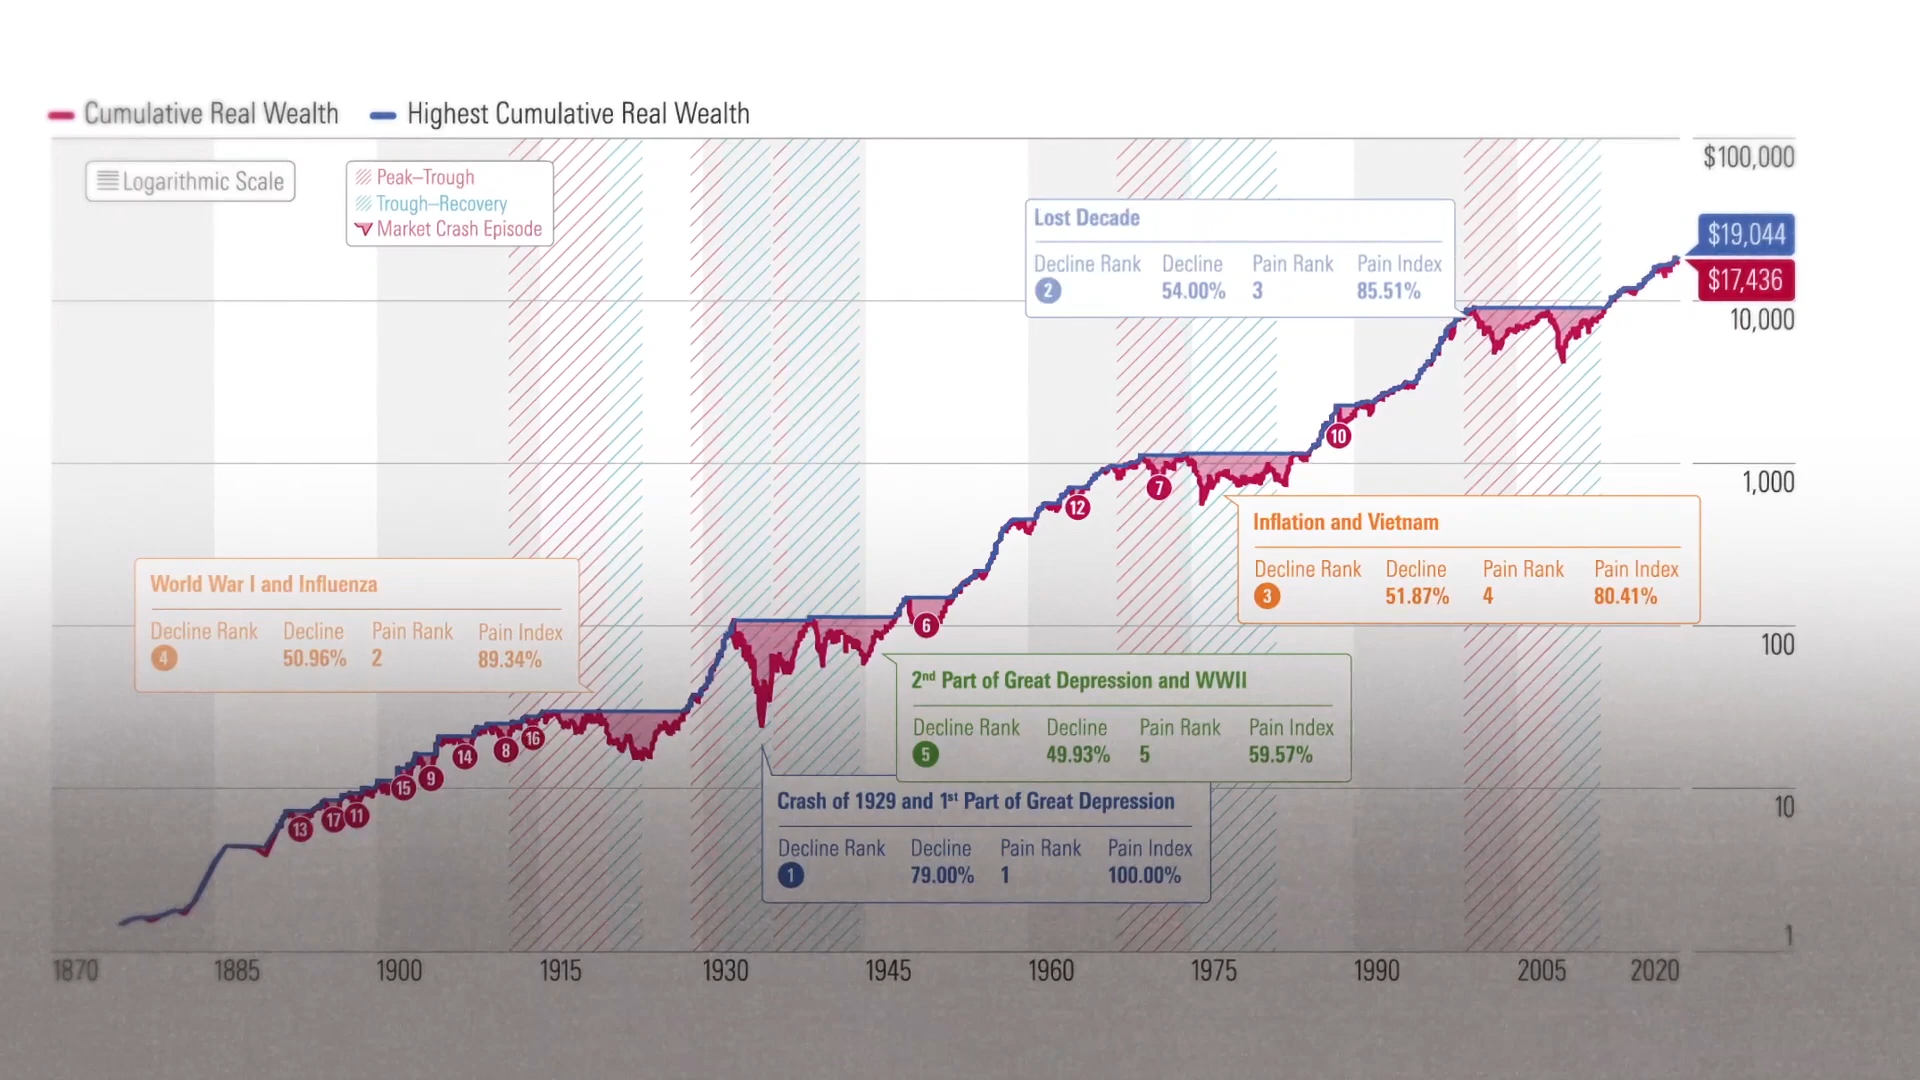 Cumulative Real Wealth
Highest Cumulative Real Wealth
Logarithmic Scale
Peak–Trough
Trough–Recovery
Market Crash Episode
$100,000
$19,044
$17,436
10,000
1,000
100
10
1
Lost Decade
Decline Rank Decline Pain Rank Pain Index
2 54.00% 3 85.51%
10
7
12
Inflation and Vietnam
Decline Rank Decline Pain Rank Pain Index
3 51.87% 4 80.41%
World War I and Influenza
Decline Rank Decline Pain Rank Pain Index
4 50.96% 2 89.34%
6
2nd Part of Great Depression and WWII
Decline Rank Decline Pain Rank Pain Index
5 49.93% 5 59.57%
13 17 11 15 9 14 8 16
Crash of 1929 and 1st Part of Great Depression
Decline Rank Decline Pain Rank Pain Index
1 79.00% 1 100.00%
1870 1885 1900 1915 1930 1945 1960 1975 1990 2005 2020